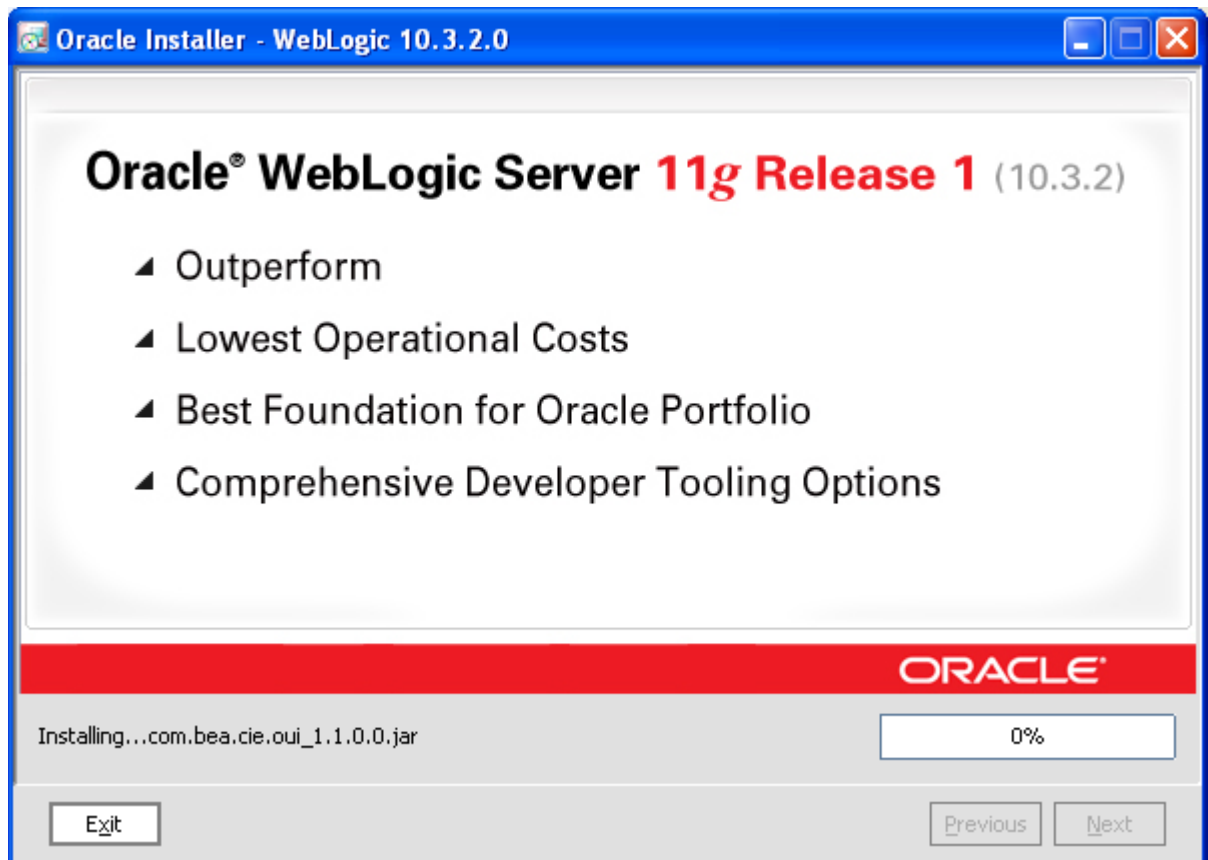 Oracle Installer - WebLogic 10.3.2.0
Oracle® WebLogic Server 11g Release 1 (10.3.2)
Outperform
Lowest Operational Costs
Best Foundation for Oracle Portfolio
Comprehensive Developer Tooling Options
ORACLE®
Installing...com.bea.cie.oui_1.1.0.0.jar
0%
Exit
Previous
Next